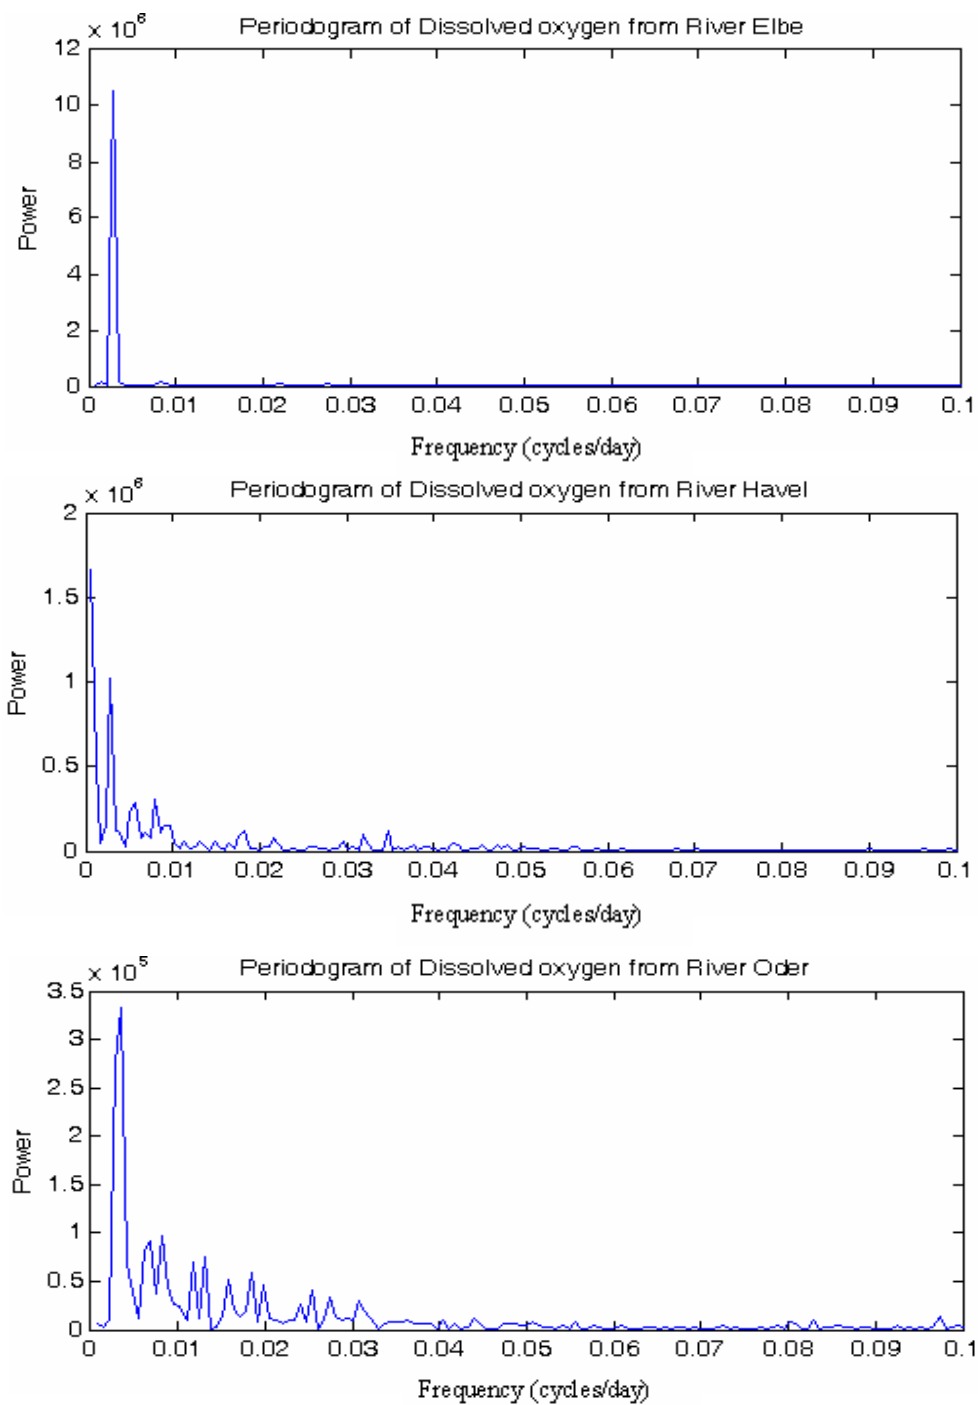 × 10^6
Periodogram of Dissolved oxygen from River Elbe
12
10
8
6
4
2
0
Power
0 0.01 0.02 0.03 0.04 0.05 0.06 0.07 0.08 0.09 0.1
Frequency (cycles/day)
× 10^6
Periodogram of Dissolved oxygen from River Havel
2
1.5
1
0.5
0
Power
0 0.01 0.02 0.03 0.04 0.05 0.06 0.07 0.08 0.09 0.1
Frequency (cycles/day)
× 10^5
Periodogram of Dissolved oxygen from River Oder
3.5
3
2.5
2
1.5
1
0.5
0
Power
0 0.01 0.02 0.03 0.04 0.05 0.06 0.07 0.08 0.09 0.1
Frequency (cycles/day)